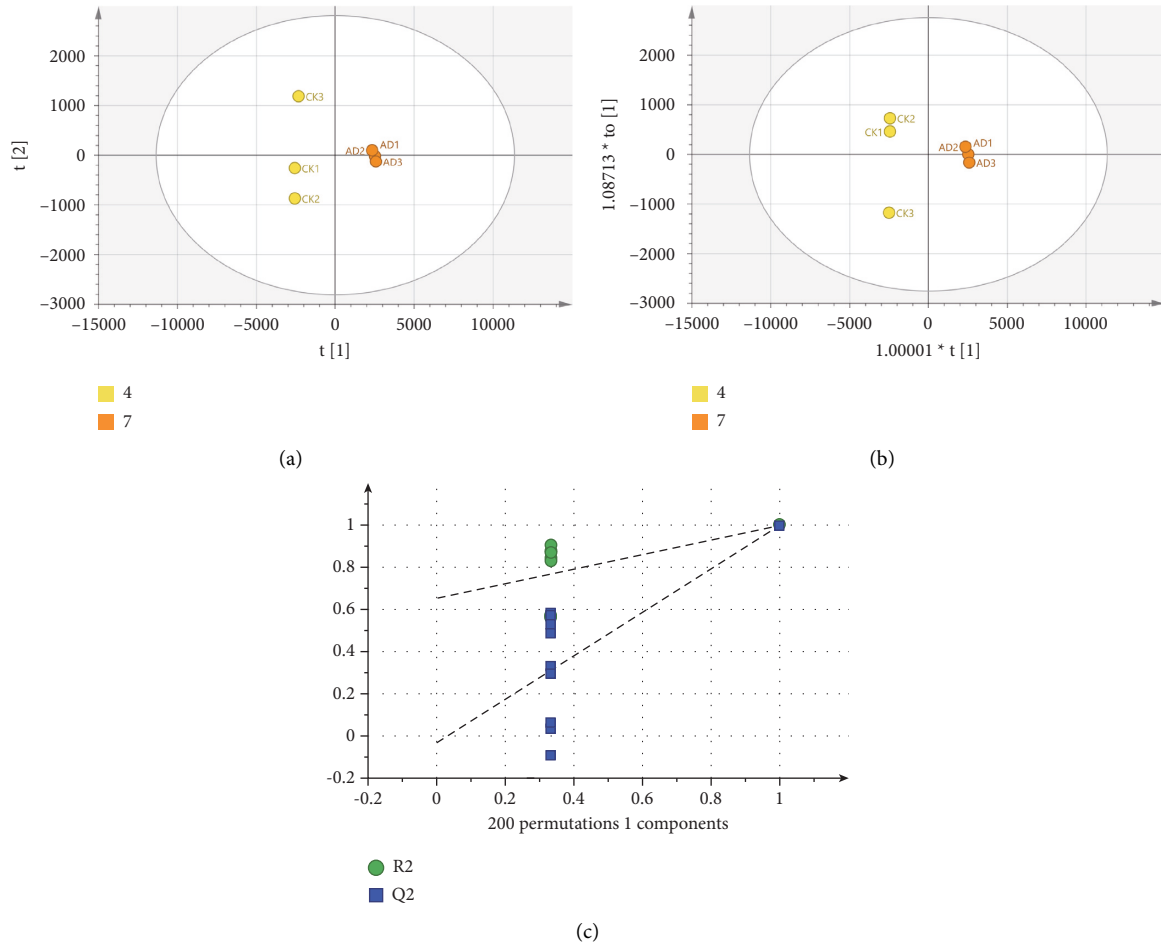 2000
1000
0
−1000
−2000
−3000
t [2]
CK3
CK1
CK2
AD1
AD2
AD3
−15000 −10000 −5000 0 5000 10000
t [1]
4
7
(a)
2000
1000
0
−1000
−2000
−3000
1.08713 * to [1]
CK2
CK1
CK3
AD1
AD2
AD3
−15000 −10000 −5000 0 5000 10000
1.00001 * t [1]
4
7
(b)
1
0.8
0.6
0.4
0.2
0
-0.2
-0.2 0 0.2 0.4 0.6 0.8 1
200 permutations 1 components
R2
Q2
(c)